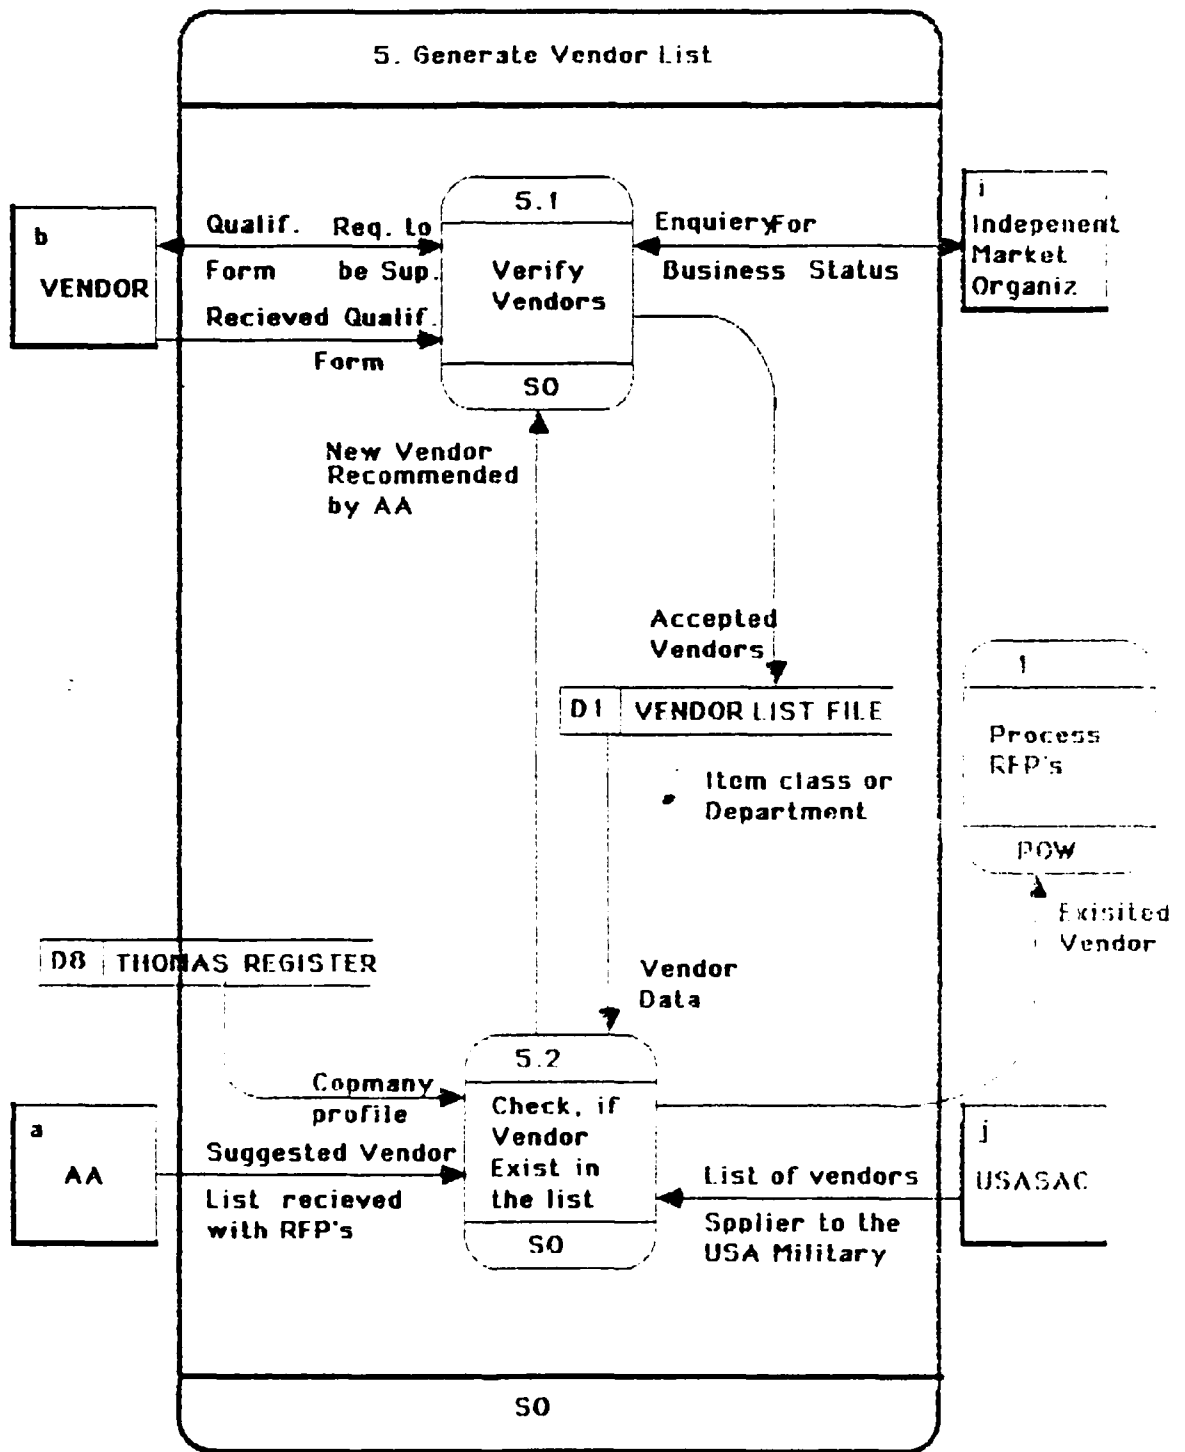 5. Generate Vendor List
b
VENDOR
Qualif. Req. to
Form be Sup.
Recieved Qualif.
Form
5.1
Verify
Vendors
SO
EnquieryFor
Business Status
i
Indepenent
Market
Organiz
New Vendor
Recommended
by AA
Accepted
Vendors
D1 VENDOR LIST FILE
Item class or
Department
1
Process
RFP's
POW
Exisited
Vendor
D8 THOMAS REGISTER
Vendor
Data
Copmany
profile
a
AA
Suggested Vendor
List recieved
with RFP's
5.2
Check, if
Vendor
Exist in
the list
SO
List of vendors
Spplier to the
USA Military
j
USASAC
SO